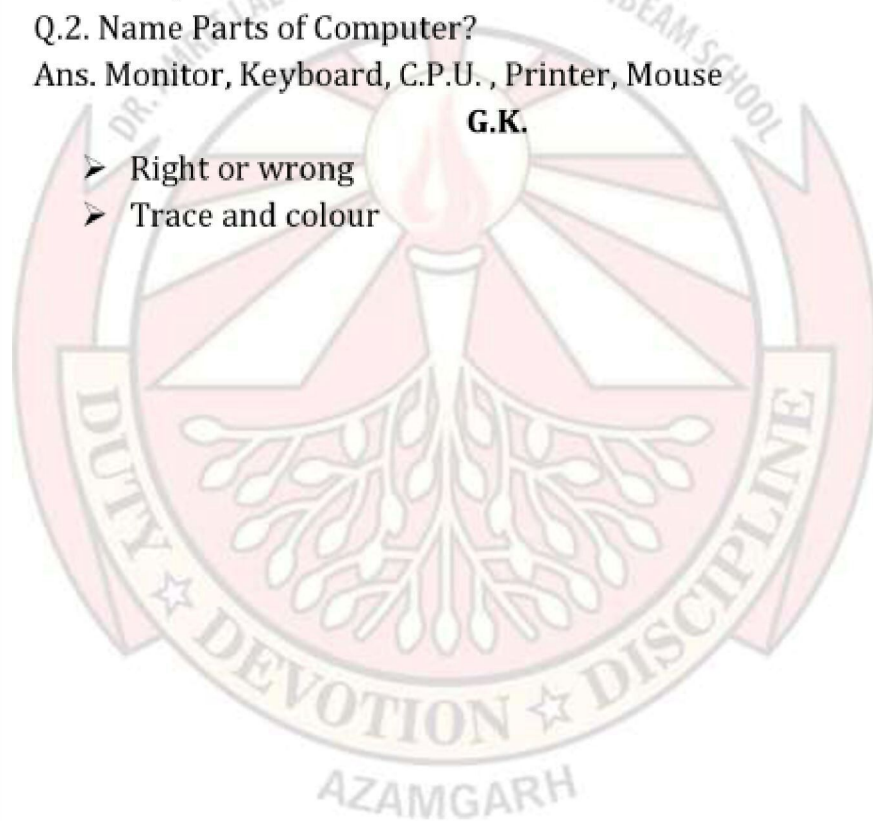 Q.2. Name Parts of Computer?
Ans. Monitor, Keyboard, C.P.U. , Printer, Mouse
G.K.
➢ Right or wrong
➢ Trace and colour
DUTY ☆ DEVOTION ☆ DISCIPLINE
AZAMGARH